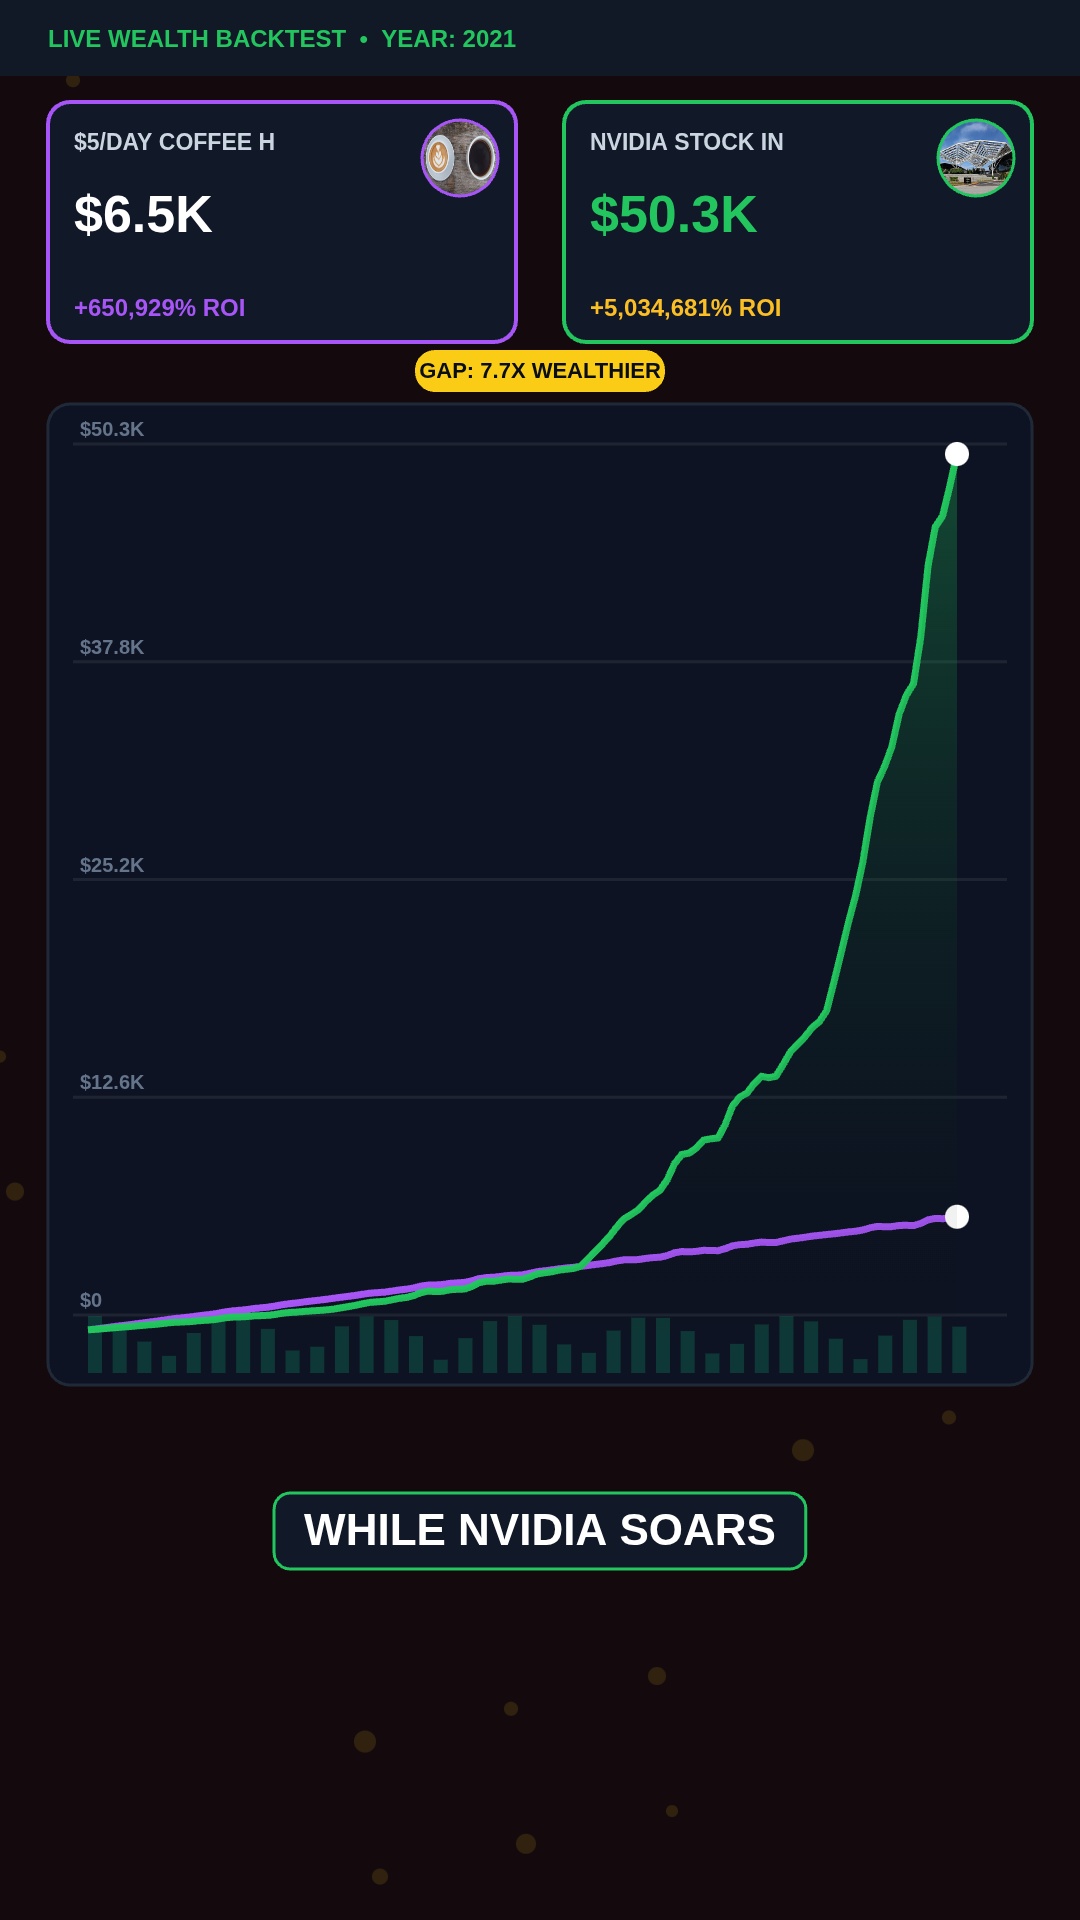 LIVE WEALTH BACKTEST • YEAR: 2021
$5/DAY COFFEE H
$6.5K
+650,929% ROI
NVIDIA STOCK IN
$50.3K
+5,034,681% ROI
GAP: 7.7X WEALTHIER
$50.3K
$37.8K
$25.2K
$12.6K
$0
WHILE NVIDIA SOARS